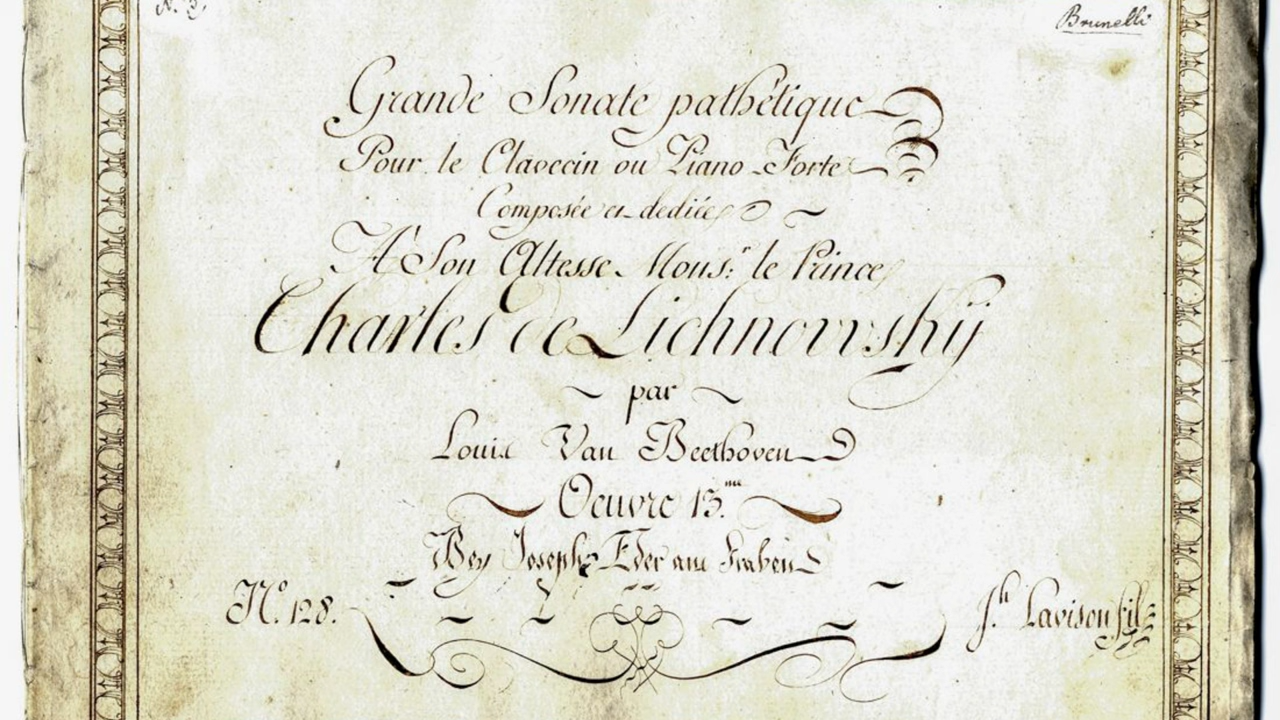 Brunelli
Grande Sonate pathétique
Pour le Clavecin ou Piano-Forte
Composée et dediée
A Son Altesse Mons:r le Prince
Charles de Lichnovvskÿ
par
Louis Van Beethoven
Oeuvre 13.me
Bey Joseph Eder am Graben
N.o 128.
J.h Lavison fils